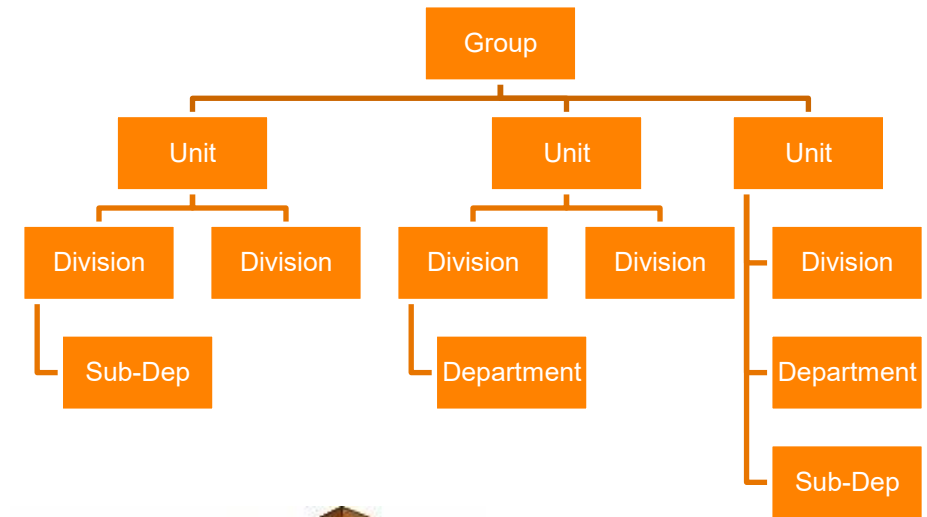 Group
Unit
Unit
Unit
Division
Division
Division
Division
Division
Sub-Dep
Department
Department
Sub-Dep